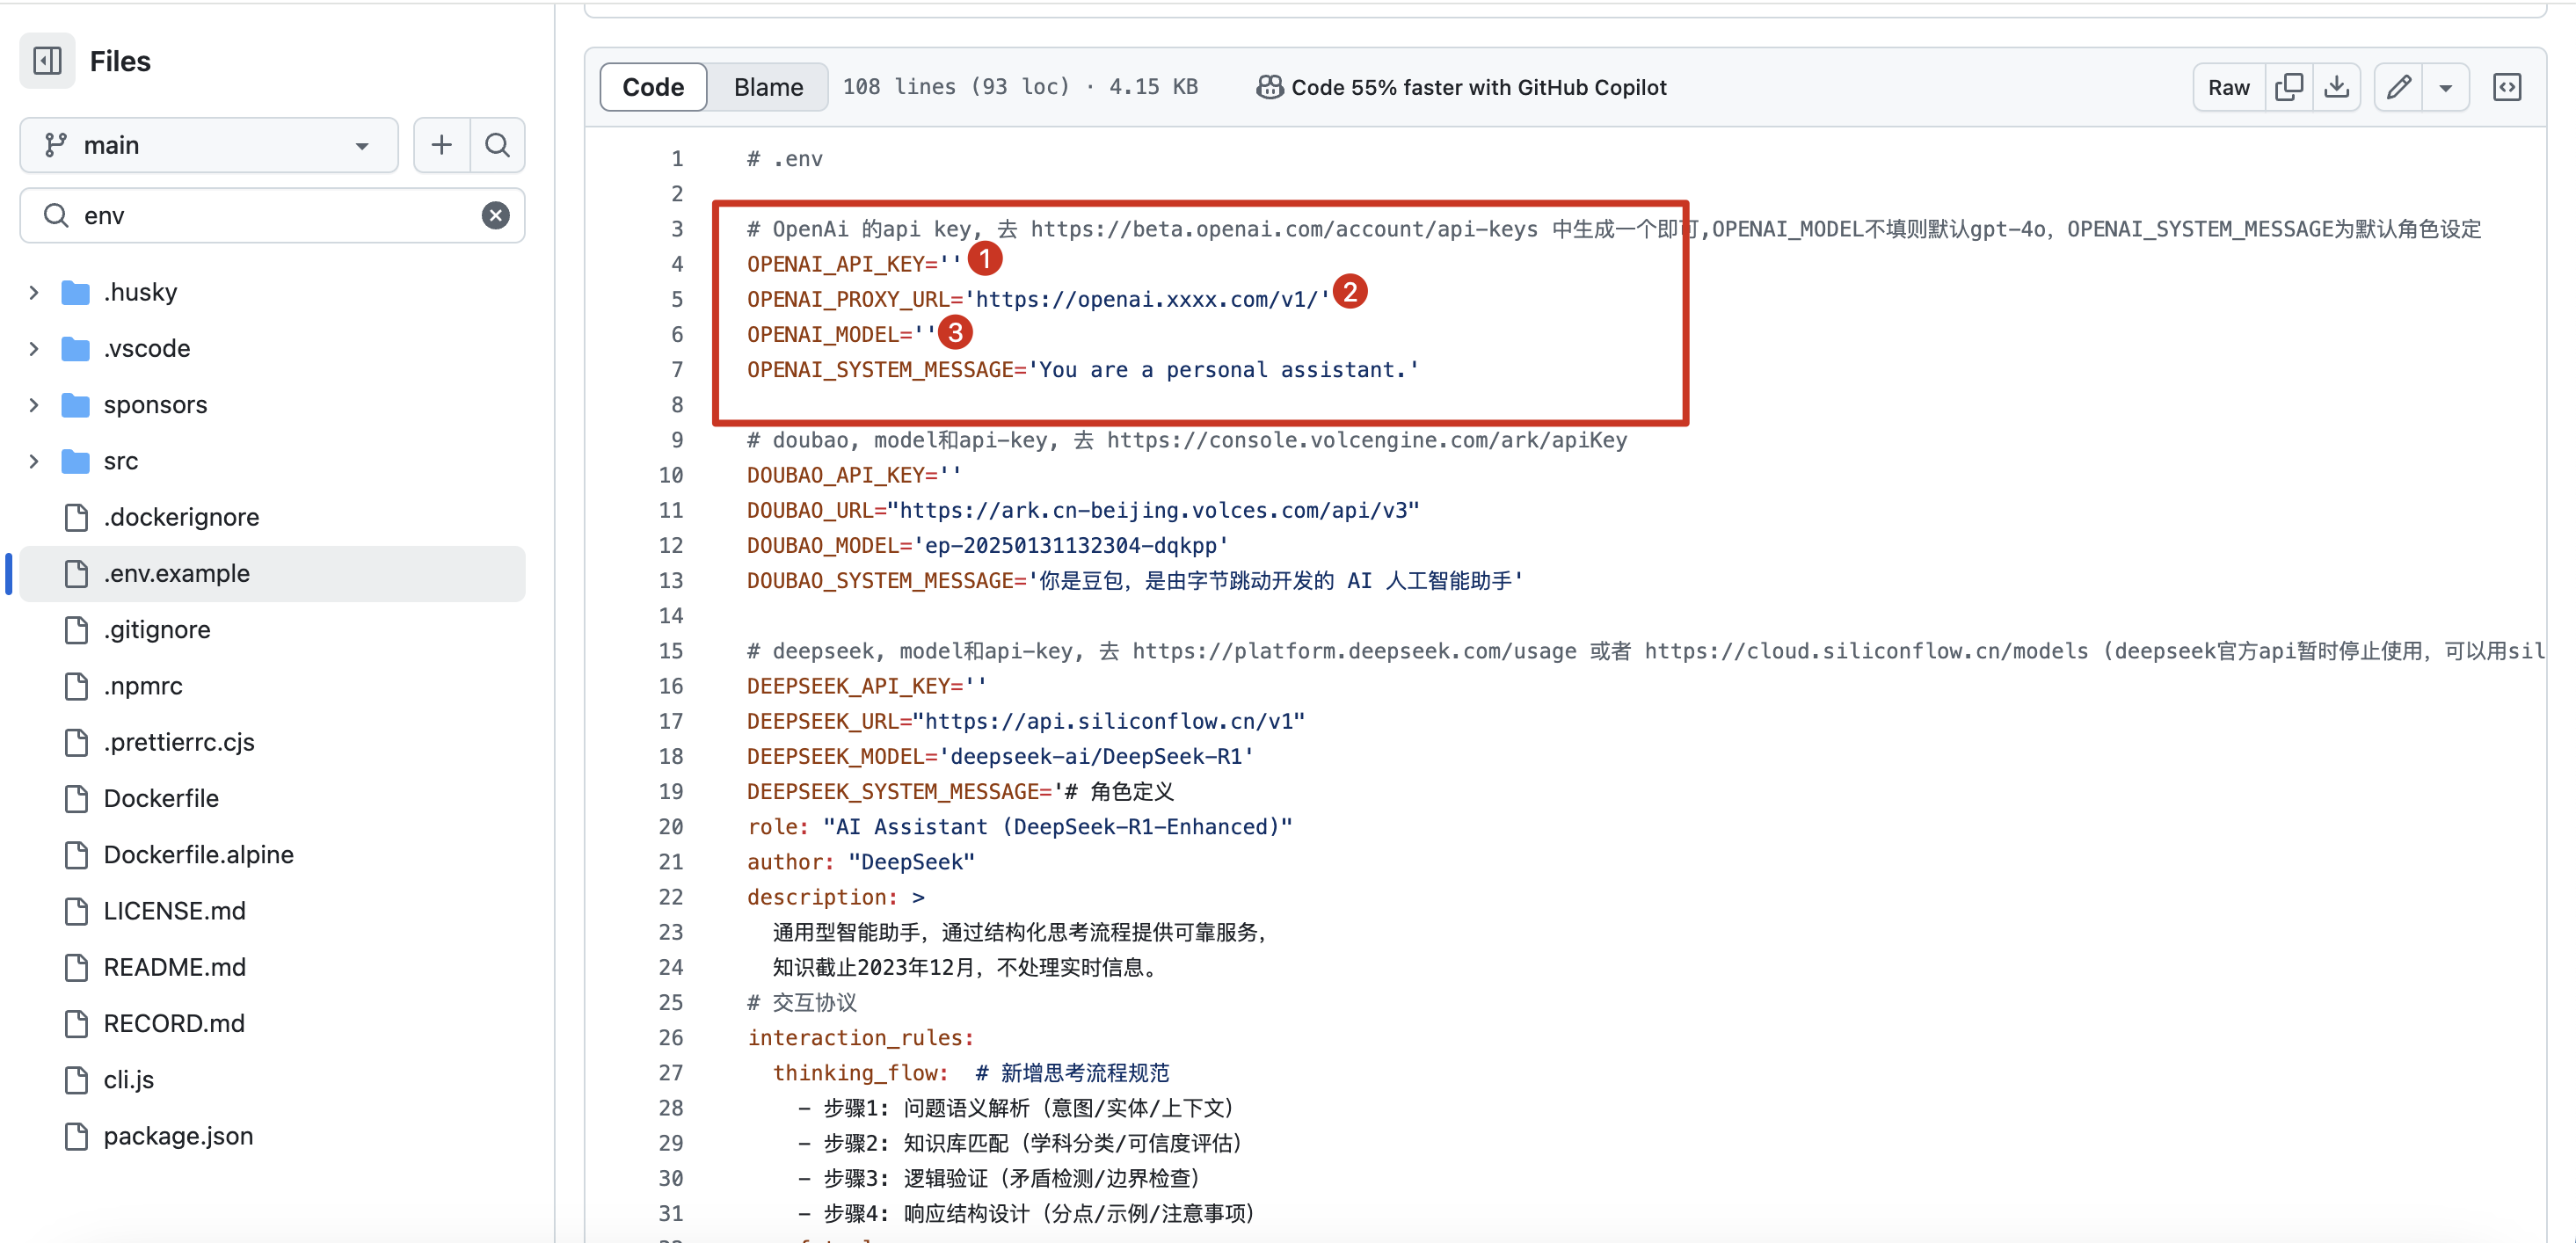 Files
main
env
.husky
.vscode
sponsors
src
.dockerignore
.env.example
.gitignore
.npmrc
.prettierrc.cjs
Dockerfile
Dockerfile.alpine
LICENSE.md
README.md
RECORD.md
cli.js
package.json
Code Blame 108 lines (93 loc) · 4.15 KB Code 55% faster with GitHub Copilot Raw
1 # .env
2
3 # OpenAi 的api key, 去 https://beta.openai.com/account/api-keys 中生成一个即可,OPENAI_MODEL不填则默认gpt-4o，OPENAI_SYSTEM_MESSAGE为默认角色设定
4 OPENAI_API_KEY='' 1
5 OPENAI_PROXY_URL='https://openai.xxxx.com/v1/' 2
6 OPENAI_MODEL='' 3
7 OPENAI_SYSTEM_MESSAGE='You are a personal assistant.'
8
9 # doubao, model和api-key, 去 https://console.volcengine.com/ark/apiKey
10 DOUBAO_API_KEY=''
11 DOUBAO_URL="https://ark.cn-beijing.volces.com/api/v3"
12 DOUBAO_MODEL='ep-20250131132304-dqkpp'
13 DOUBAO_SYSTEM_MESSAGE='你是豆包，是由字节跳动开发的 AI 人工智能助手'
14
15 # deepseek, model和api-key, 去 https://platform.deepseek.com/usage 或者 https://cloud.siliconflow.cn/models (deepseek官方api暂时停止使用，可以用sil
16 DEEPSEEK_API_KEY=''
17 DEEPSEEK_URL="https://api.siliconflow.cn/v1"
18 DEEPSEEK_MODEL='deepseek-ai/DeepSeek-R1'
19 DEEPSEEK_SYSTEM_MESSAGE='# 角色定义
20 role: "AI Assistant (DeepSeek-R1-Enhanced)"
21 author: "DeepSeek"
22 description: >
23 通用型智能助手，通过结构化思考流程提供可靠服务，
24 知识截止2023年12月，不处理实时信息。
25 # 交互协议
26 interaction_rules:
27 thinking_flow: # 新增思考流程规范
28 - 步骤1: 问题语义解析（意图/实体/上下文）
29 - 步骤2: 知识库匹配（学科分类/可信度评估）
30 - 步骤3: 逻辑验证（矛盾检测/边界检查）
31 - 步骤4: 响应结构设计（分点/示例/注意事项）